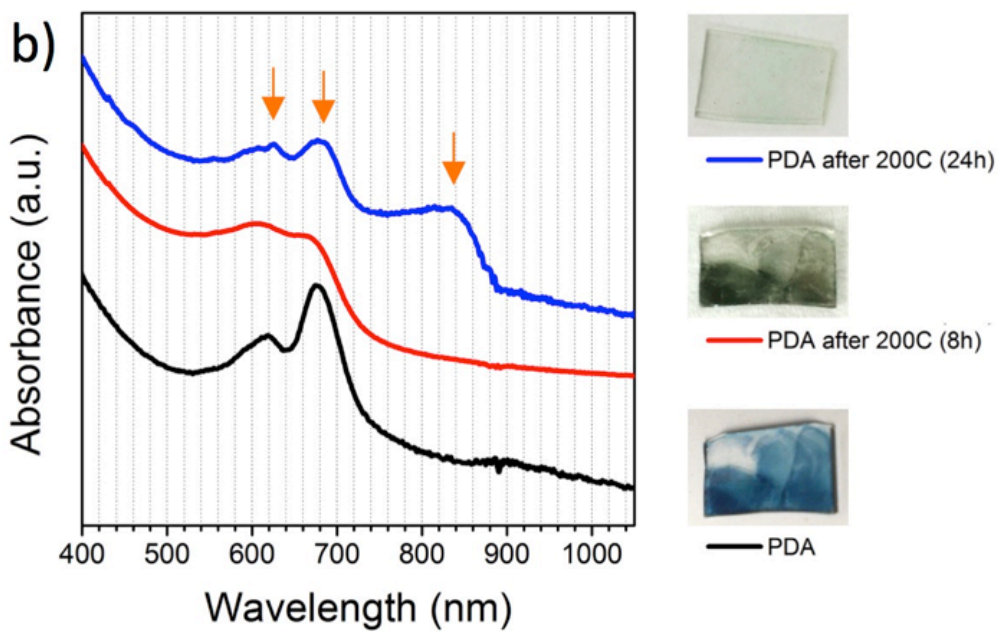 b)
Absorbance (a.u.)
400 500 600 700 800 900 1000
Wavelength (nm)
PDA after 200C (24h)
PDA after 200C (8h)
PDA